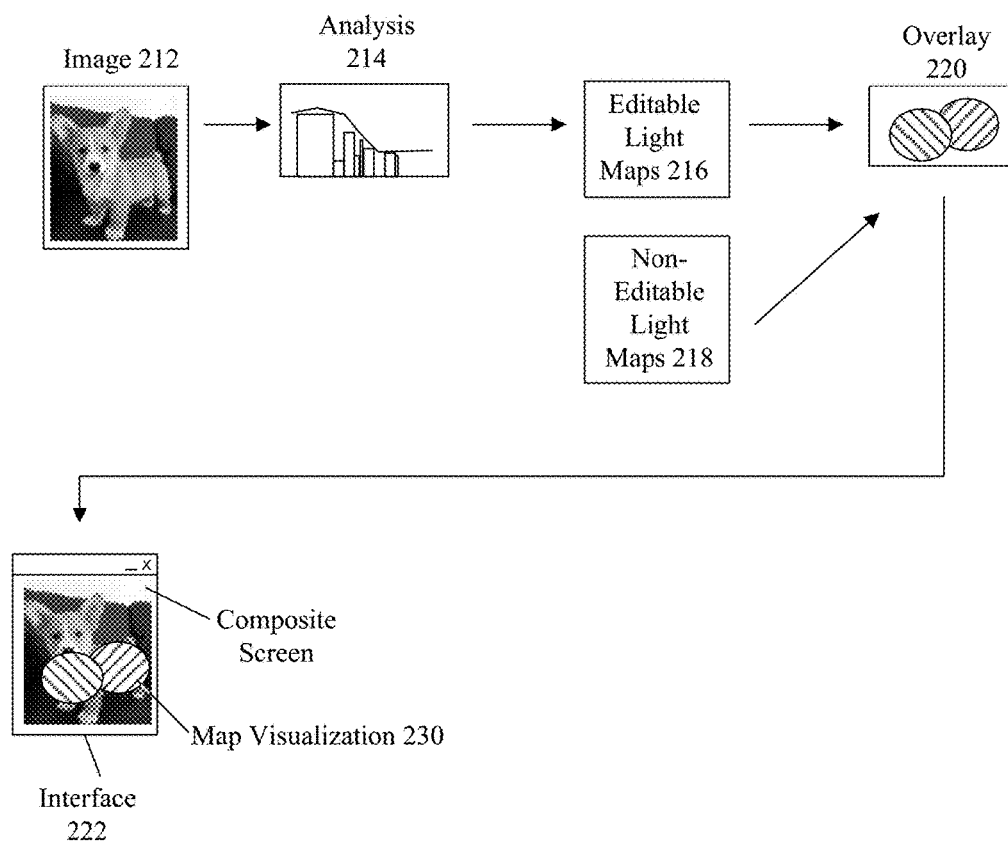 Image 212
Analysis
214
Editable
Light
Maps 216
Overlay
220
Non-
Editable
Light
Maps 218
_ X
Composite
Screen
Map Visualization 230
Interface
222